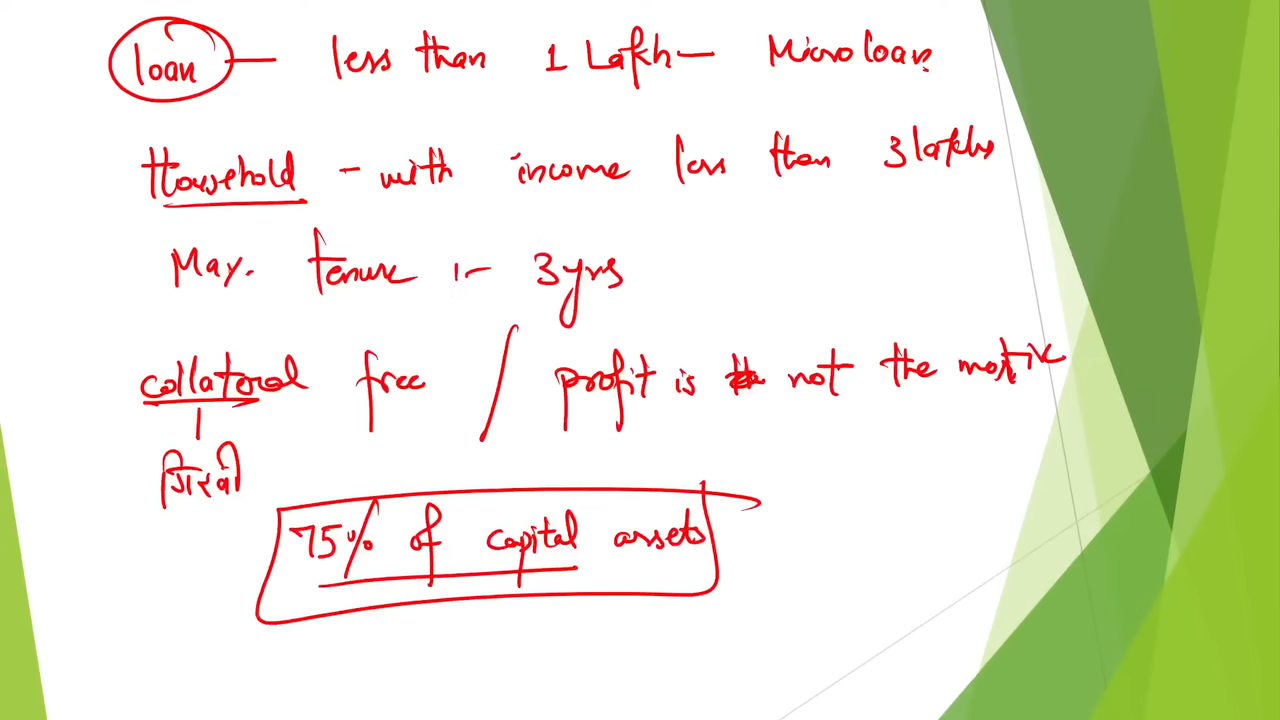 loan — less than 1 Lakh — Microloan
Household - with income less than 3 lakhs
Max. tenure :- 3 yrs
collateral free / profit is not the motive
गिरवी
75% of capital assets